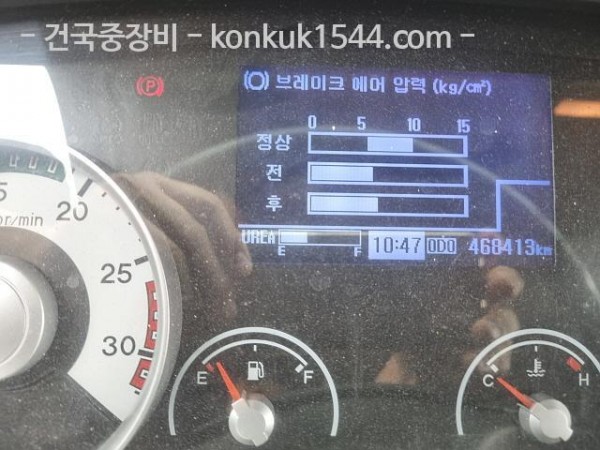 - 건국중장비 - konkuk1544.com -
(P)
브레이크 에어 압력 (kg/cm²)
0 5 10 15
정상
전
후
UREA
E F
10:47 ODO 468413km
r/min
20
25
30
E F
C H